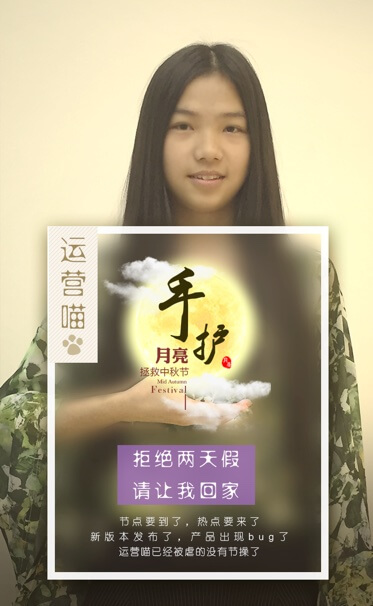 运营喵
手护
月亮
拯救中秋节
Mid Autumn
Festival
拒绝两天假
请让我回家
节点要到了，热点要来了
新版本发布了，产品出现bug了
运营喵已经被虐的没有节操了